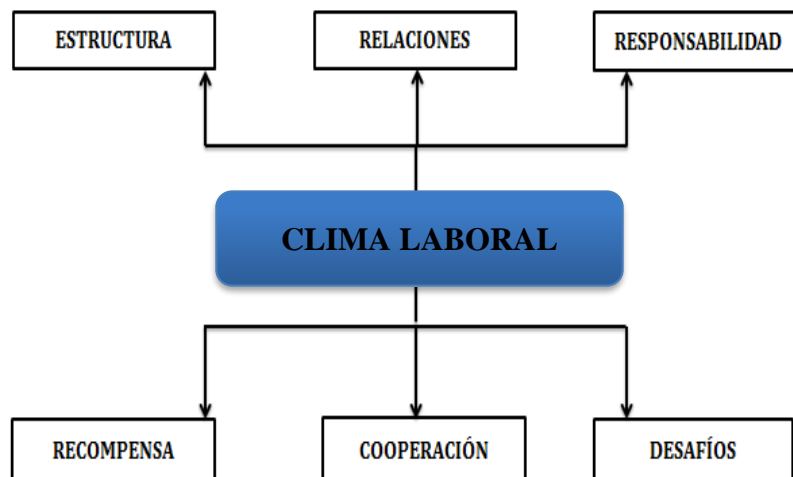 ESTRUCTURA
RELACIONES
RESPONSABILIDAD
CLIMA LABORAL
RECOMPENSA
COOPERACIÓN
DESAFÍOS